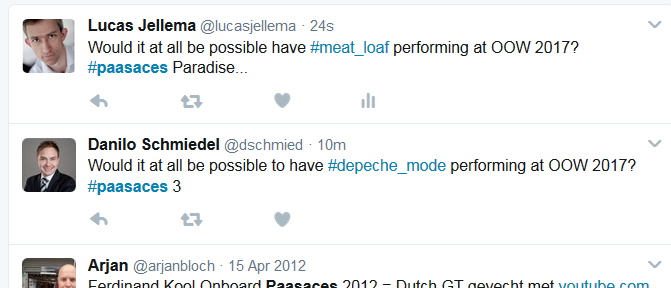 Lucas Jellema @lucasjellema · 24s
Would it at all be possible have #meat_loaf performing at OOW 2017?
#paasaces Paradise...
Danilo Schmiedel @dschmied · 10m
Would it at all be possible to have #depeche_mode performing at OOW 2017?
#paasaces 3
Arjan @arjanbloch · 15 Apr 2012
Ferdinand Kool Onboard Paasaces 2012 = Dutch GT gevecht met youtube.com